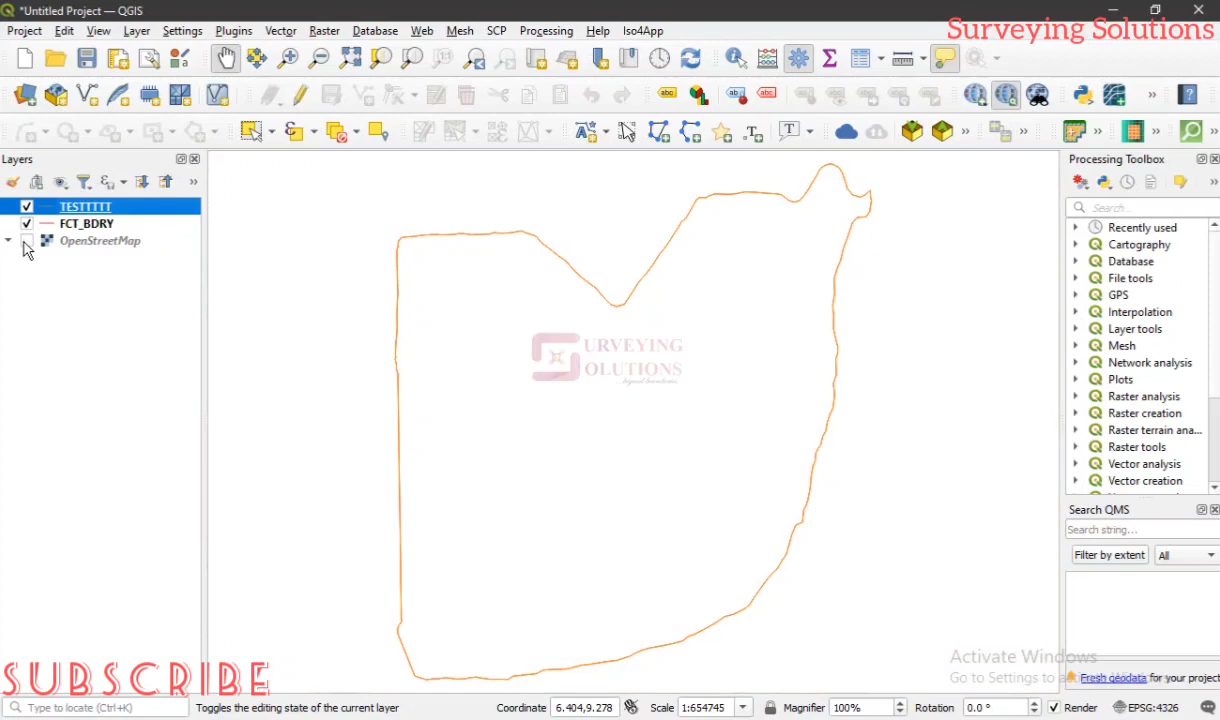 *Untitled Project — QGIS
Project Edit View Layer Settings Plugins Vector Raster Database Web Mesh SCP Processing Help Iso4App
Surveying Solutions
Layers
TESTTTTT
FCT_BDRY
OpenStreetMap
URVEYING
OLUTIONS
Processing Toolbox
Search...
Recently used
Cartography
Database
File tools
GPS
Interpolation
Layer tools
Mesh
Network analysis
Plots
Raster analysis
Raster creation
Raster terrain ana...
Raster tools
Vector analysis
Vector creation
Search QMS
Search string...
Filter by extent All
Activate Windows
Go to Settings to
Fresh geodata for your project
SUBSCRIBE
Type to locate (Ctrl+K) Toggles the editing state of the current layer Coordinate 6.404,9.278 Scale 1:654745 Magnifier 100% Rotation 0.0 ° Render EPSG:4326